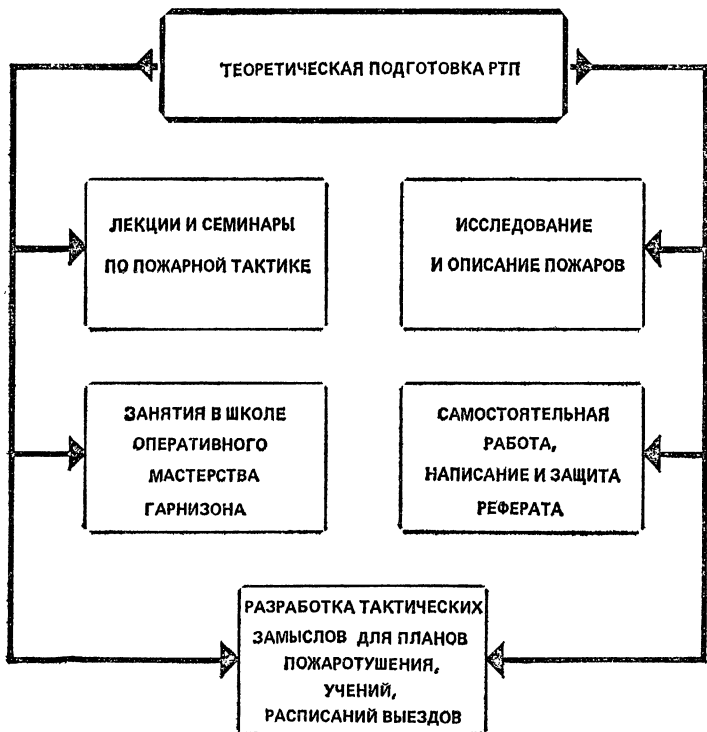 ТЕОРЕТИЧЕСКАЯ ПОДГОТОВКА РТП
ЛЕКЦИИ И СЕМИНАРЫ
ПО ПОЖАРНОЙ ТАКТИКЕ
ИССЛЕДОВАНИЕ
И ОПИСАНИЕ ПОЖАРОВ
ЗАНЯТИЯ В ШКОЛЕ
ОПЕРАТИВНОГО
МАСТЕРСТВА
ГАРНИЗОНА
САМОСТОЯТЕЛЬНАЯ
РАБОТА,
НАПИСАНИЕ И ЗАЩИТА
РЕФЕРАТА
РАЗРАБОТКА ТАКТИЧЕСКИХ
ЗАМЫСЛОВ ДЛЯ ПЛАНОВ
ПОЖАРОТУШЕНИЯ,
УЧЕНИЙ,
РАСПИСАНИЙ ВЫЕЗДОВ